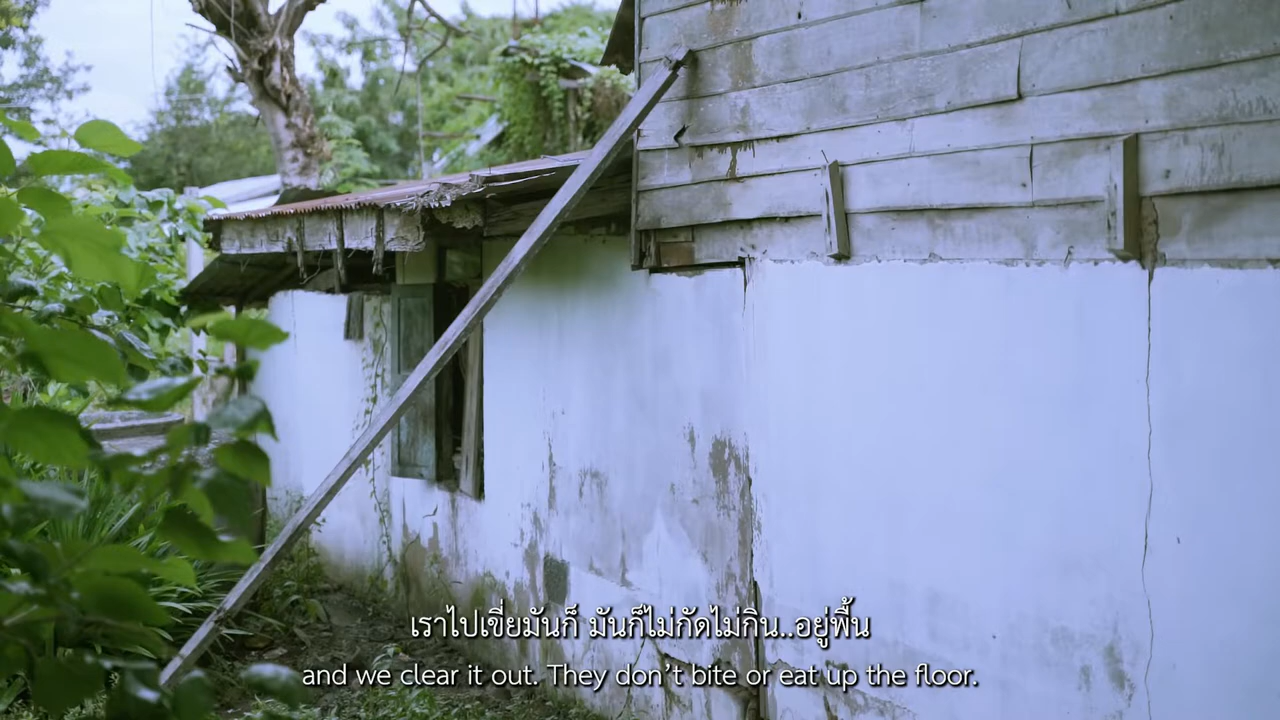 เราไปเขี่ยมันก็ มันก็ไม่กัดไม่กิน..อยู่พื้น
and we clear it out. They don't bite or eat up the floor.